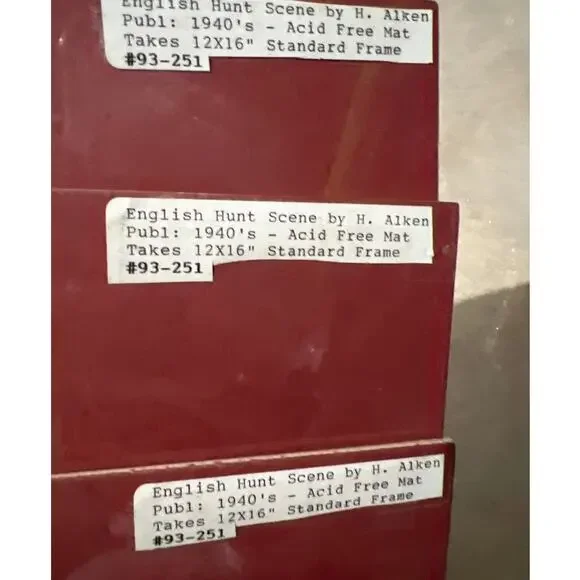 English Hunt Scene by H. Alken
Publ: 1940's - Acid Free Mat
Takes 12X16" Standard Frame
#93-251
English Hunt Scene by H. Alken
Publ: 1940's - Acid Free Mat
Takes 12X16" Standard Frame
#93-251
English Hunt Scene by H. Alken
Publ: 1940's - Acid Free Mat
Takes 12X16" Standard Frame
#93-251